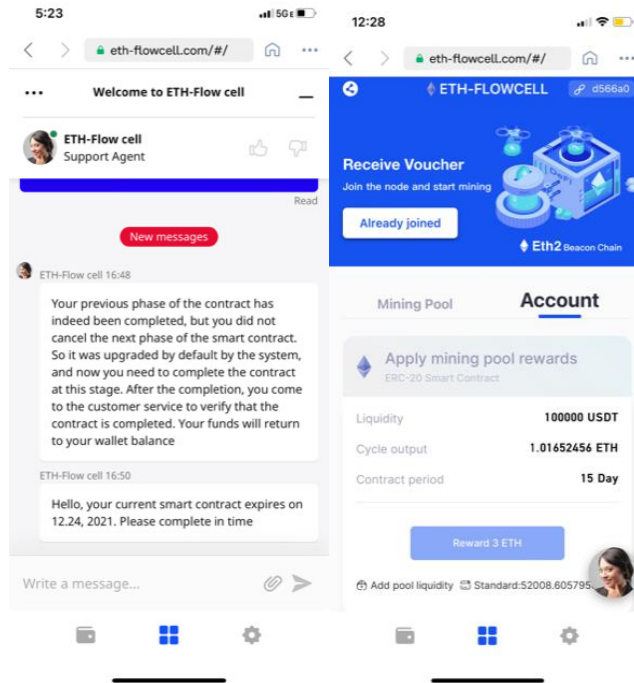 5:23
5G E
eth-flowcell.com/#/
Welcome to ETH-Flow cell
ETH-Flow cell
Support Agent
Read
New messages
ETH-Flow cell 16:48
Your previous phase of the contract has
indeed been completed, but you did not
cancel the next phase of the smart contract.
So it was upgraded by default by the system,
and now you need to complete the contract
at this stage. After the completion, you come
to the customer service to verify that the
contract is completed. Your funds will return
to your wallet balance
ETH-Flow cell 16:50
Hello, your current smart contract expires on
12.24, 2021. Please complete in time
Write a message...
12:28
eth-flowcell.com/#/
ETH-FLOWCELL
d566a0
Receive Voucher
Join the node and start mining
Already joined
DeFi
Eth2 Beacon Chain
Mining Pool
Account
Apply mining pool rewards
ERC-20 Smart Contract
Liquidity
100000 USDT
Cycle output
1.01652456 ETH
Contract period
15 Day
Reward 3 ETH
Add pool liquidity
Standard:52008.605795